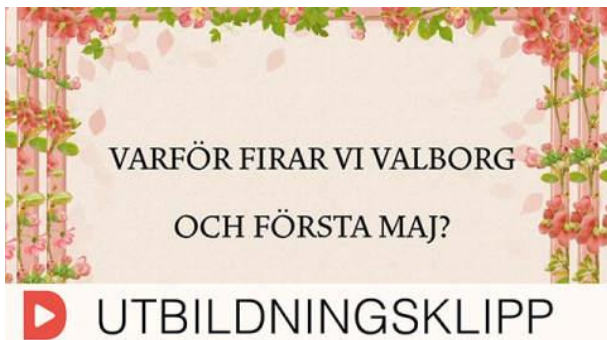 VARFÖR FIRAR VI VALBORG
OCH FÖRSTA MAJ?
UTBILDNINGSKLIPP